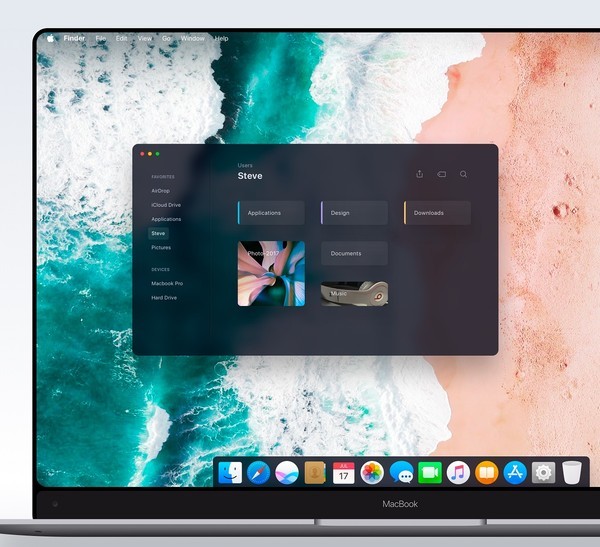 Finder File Edit View Go Window Help
Users
Steve
FAVORITES
AirDrop
iCloud Drive
Applications
Steve
Pictures
DEVICES
Macbook Pro
Hard Drive
Applications
Design
Downloads
Photo 2017
Documents
Music
JUL
17
MacBook